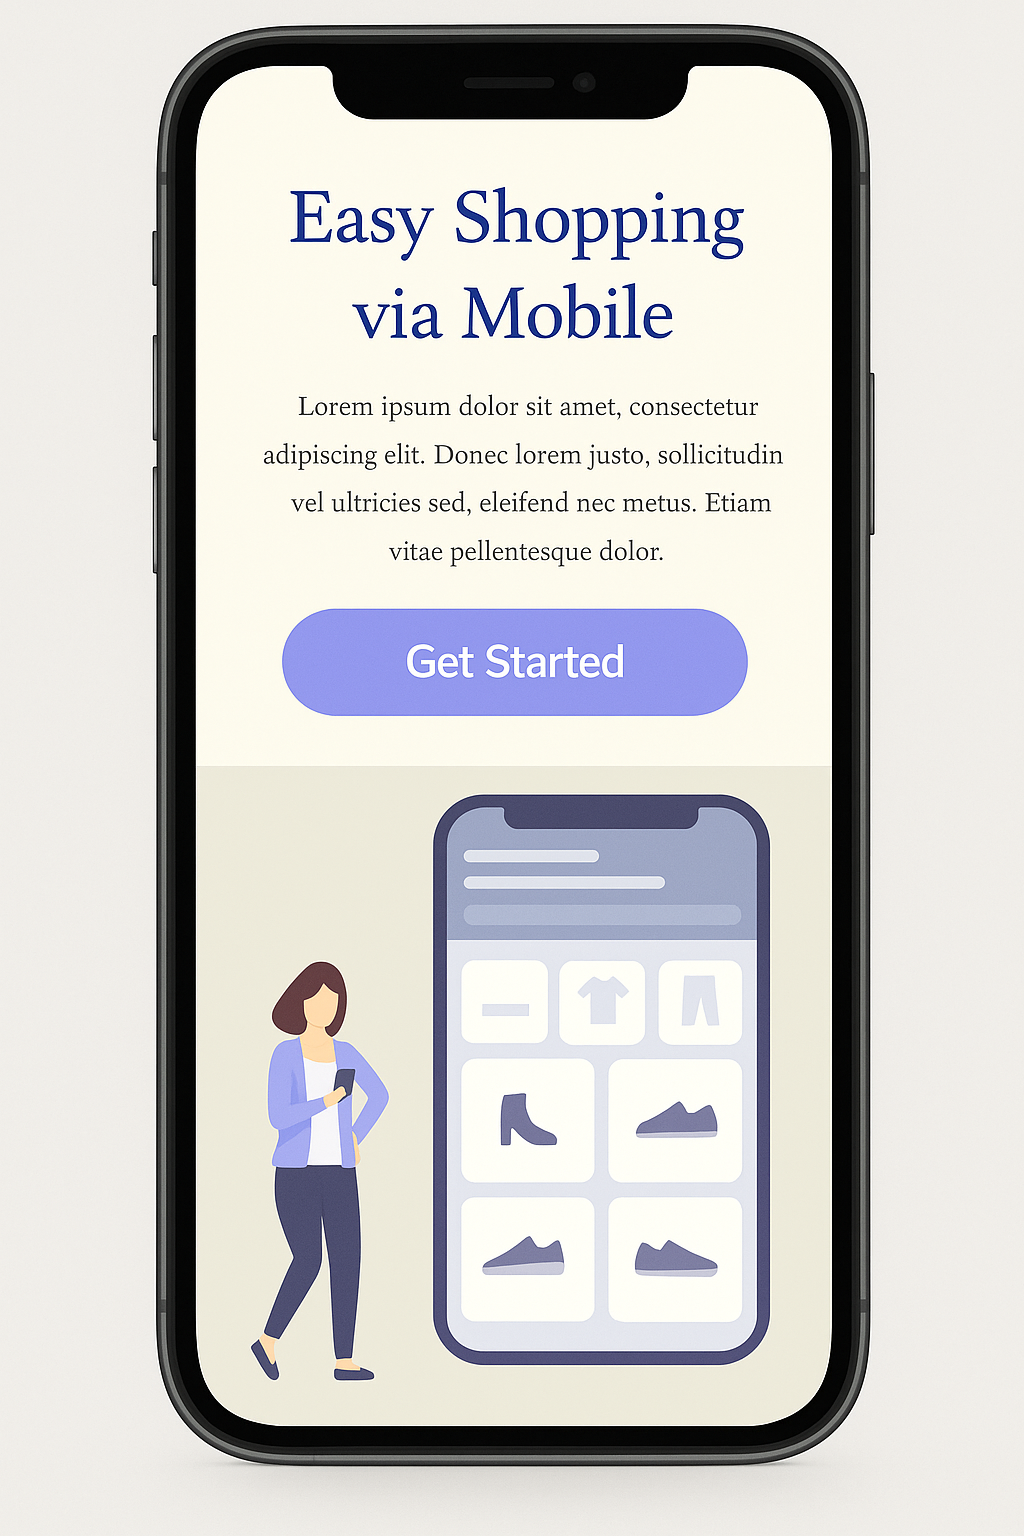 Easy Shopping
via Mobile
Lorem ipsum dolor sit amet, consectetur
adipiscing elit. Donec lorem justo, sollicitudin
vel ultricies sed, eleifend nec metus. Etiam
vitae pellentesque dolor.
Get Started